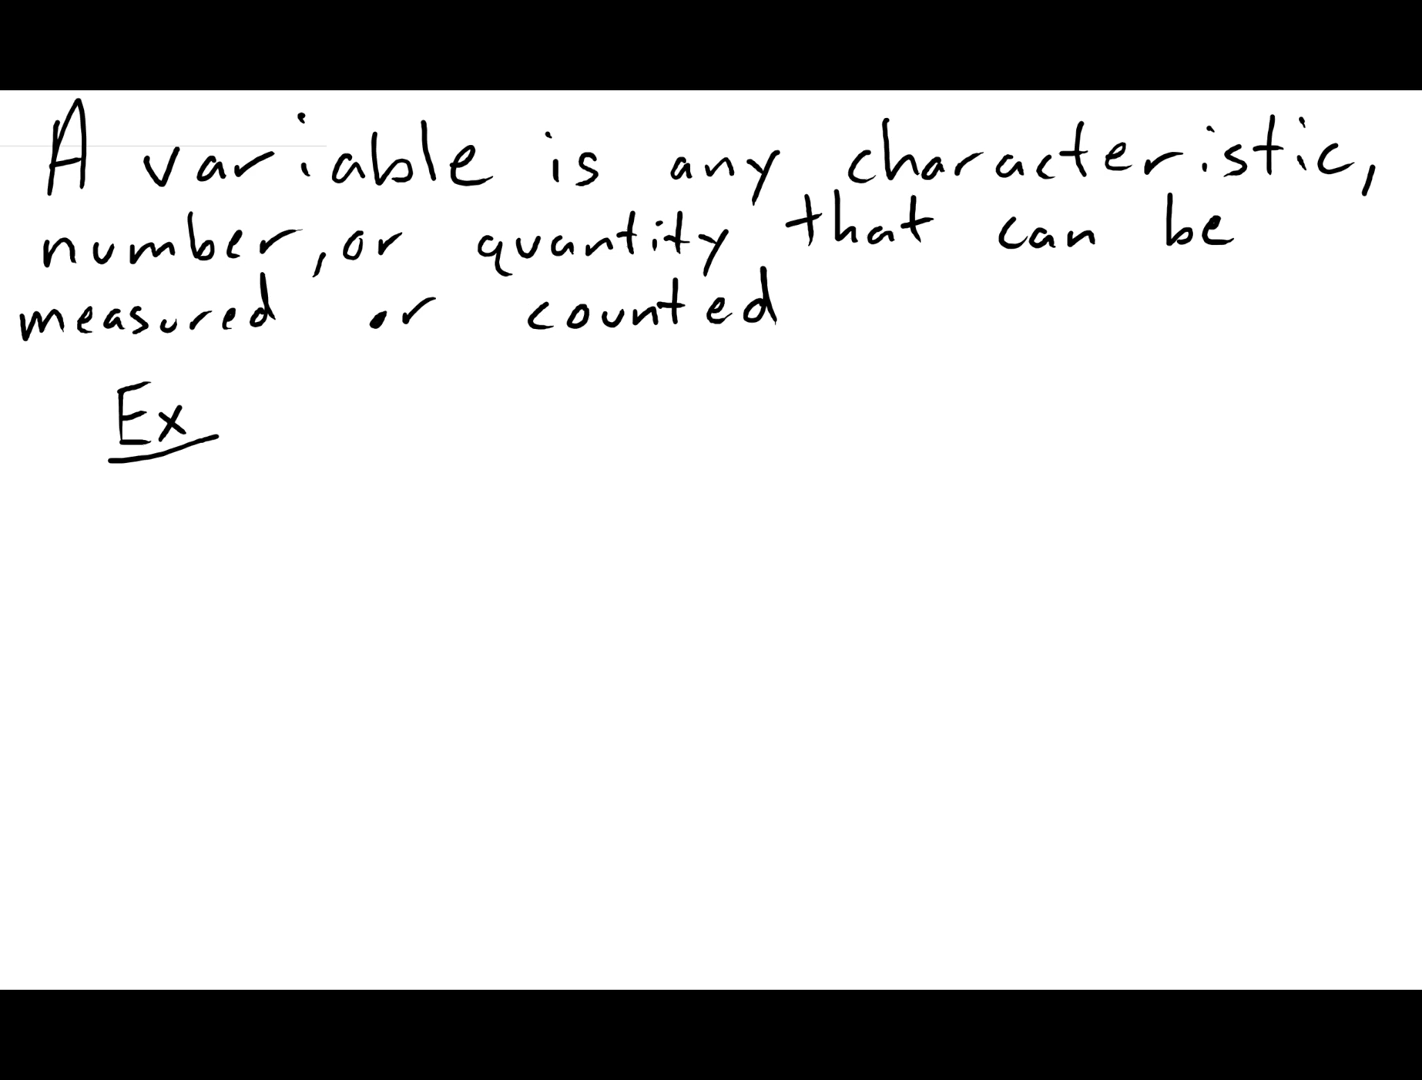 A variable is any characteristic,
number, or quantity that can be
measured or counted
Ex